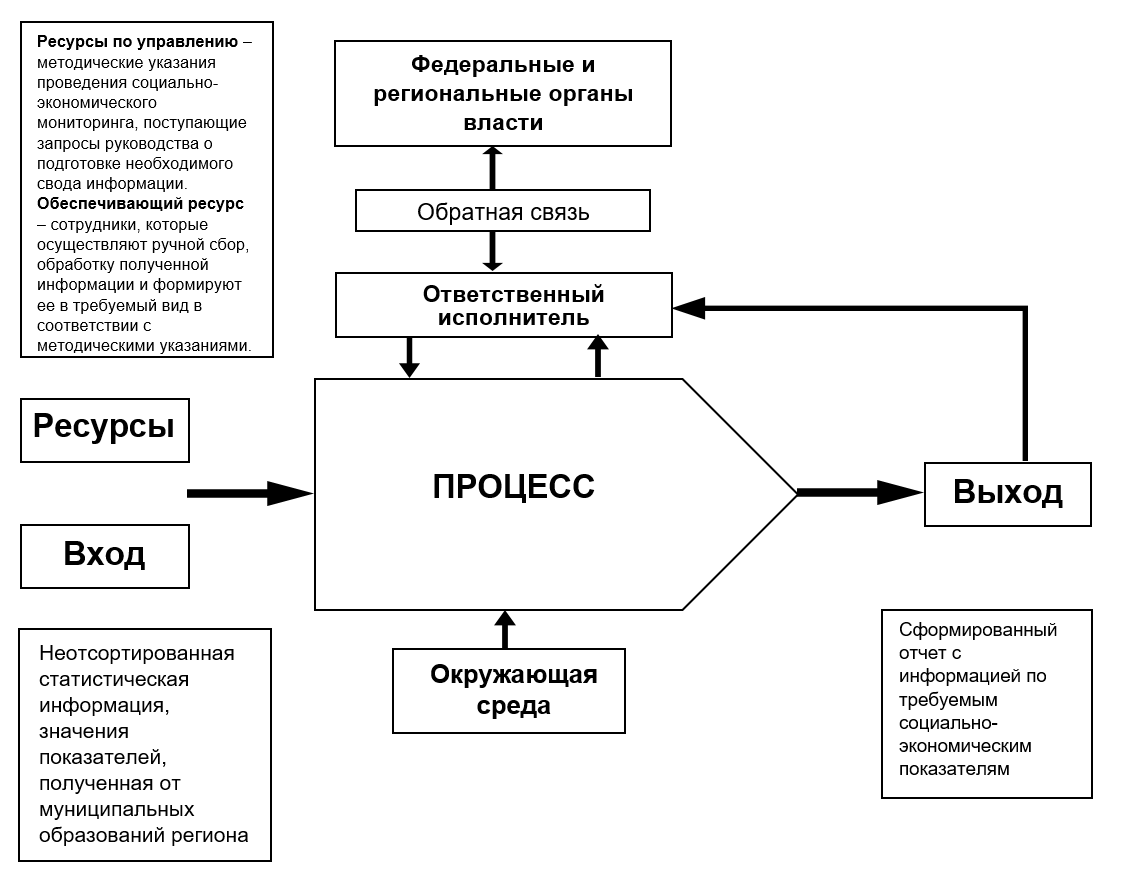 Ресурсы по управлению –
методические указания
проведения социально-
экономического
мониторинга, поступающие
запросы руководства о
подготовке необходимого
свода информации.
Обеспечивающий ресурс
– сотрудники, которые
осуществляют ручной сбор,
обработку полученной
информации и формируют
ее в требуемый вид в
соответствии с
методическими указаниями.
Федеральные и
региональные органы
власти
Обратная связь
Ответственный
исполнитель
Ресурсы
ПРОЦЕСС
Выход
Вход
Неотсортированная
статистическая
информация,
значения
показателей,
полученная от
муниципальных
образований региона
Окружающая
среда
Сформированный
отчет с
информацией по
требуемым
социально-
экономическим
показателям